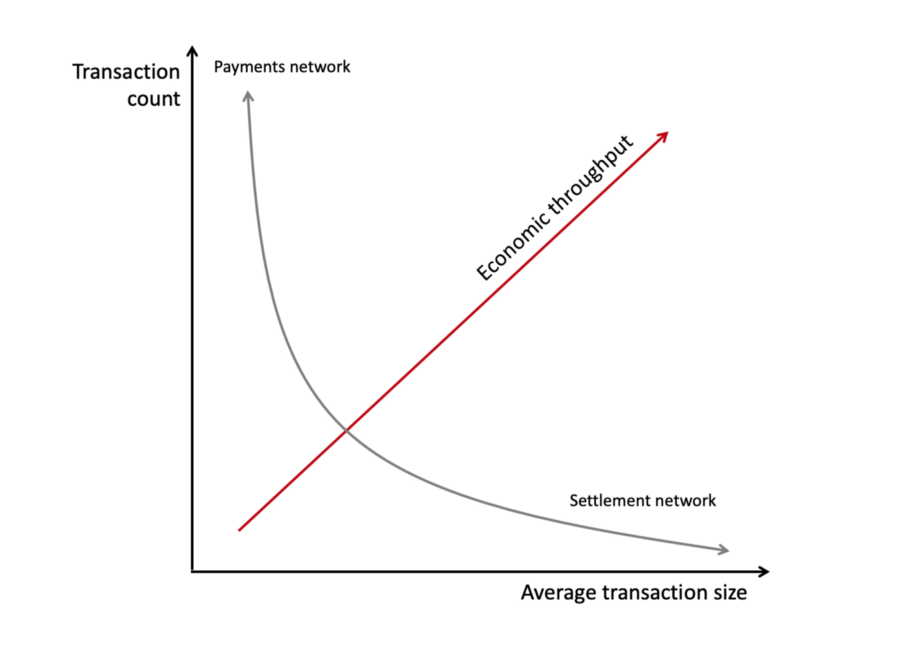 Transaction
count
Payments network
Economic throughput
Settlement network
Average transaction size